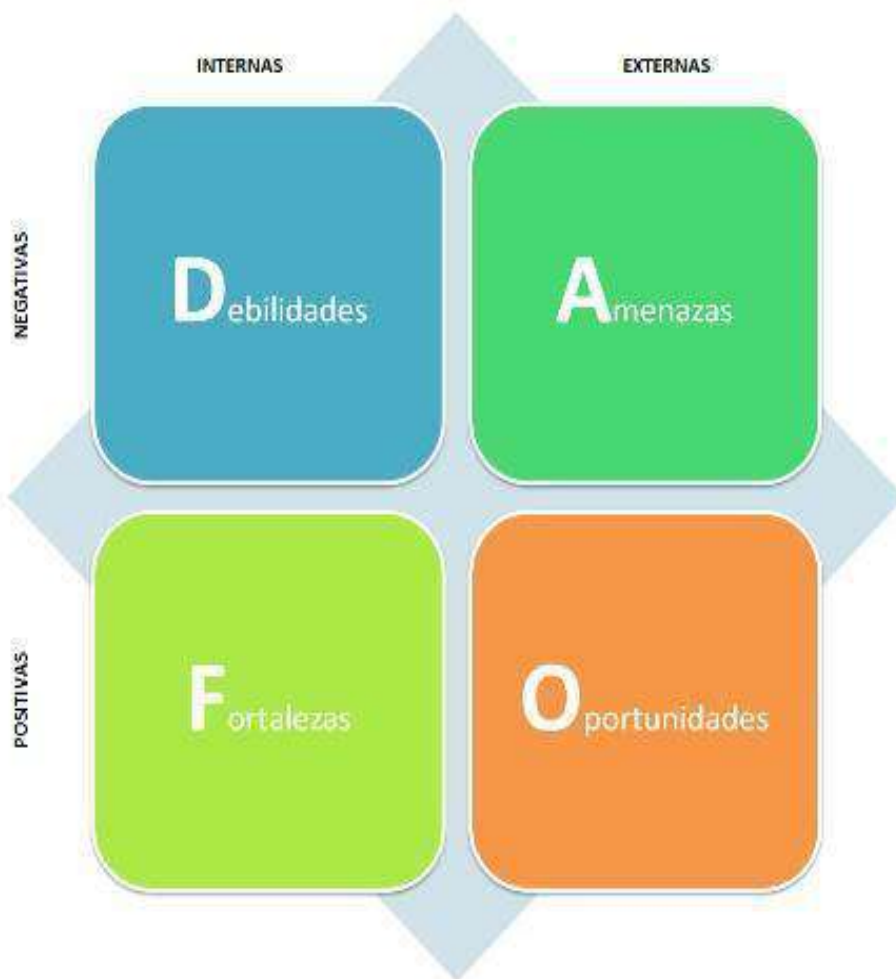 INTERNAS
EXTERNAS
NEGATIVAS
Debilidades
Amenazas
POSITIVAS
Fortalezas
Oportunidades